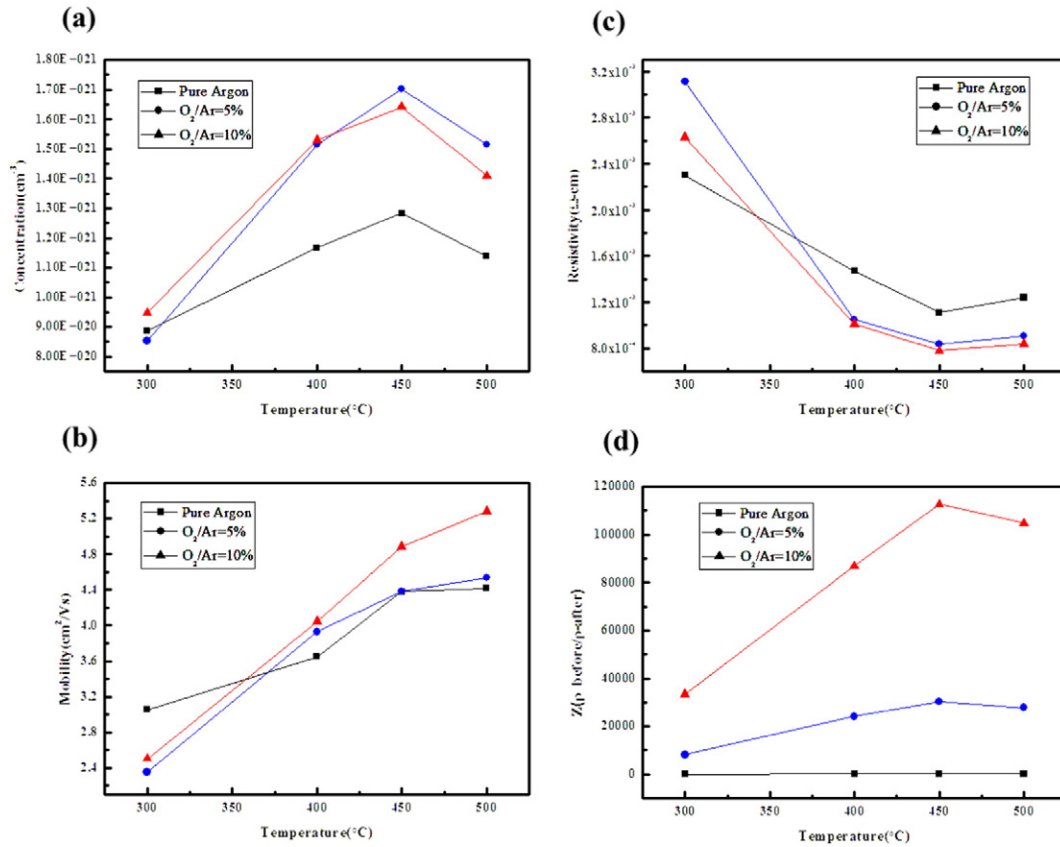 (a)
1.80E-021
1.70E-021
1.60E-021
1.50E-021
1.40E-021
1.30E-021
1.20E-021
1.10E-021
1.00E-021
9.00E-020
8.00E-020
Concentration(cm⁻³)
Pure Argon
O₂/Ar=5%
O₂/Ar=10%
300 350 400 450 500
Temperature(°C)
(c)
3.2x10⁻³
2.8x10⁻³
2.4x10⁻³
2.0x10⁻³
1.6x10⁻³
1.2x10⁻³
8.0x10⁻⁴
Pure Argon
O₂/Ar=5%
O₂/Ar=10%
300 350 400 450 500
Temperature(°C)
(b)
5.6
5.2
4.8
4.4
4.0
3.6
3.2
2.8
2.4
Mobility(cm²/Vs)
Pure Argon
O₂/Ar=5%
O₂/Ar=10%
300 350 400 450 500
Temperature(°C)
(d)
120000
100000
80000
60000
40000
20000
0
Z(ρ-before/ρ-after)
Pure Argon
O₂/Ar=5%
O₂/Ar=10%
300 350 400 450 500
Temperature(°C)